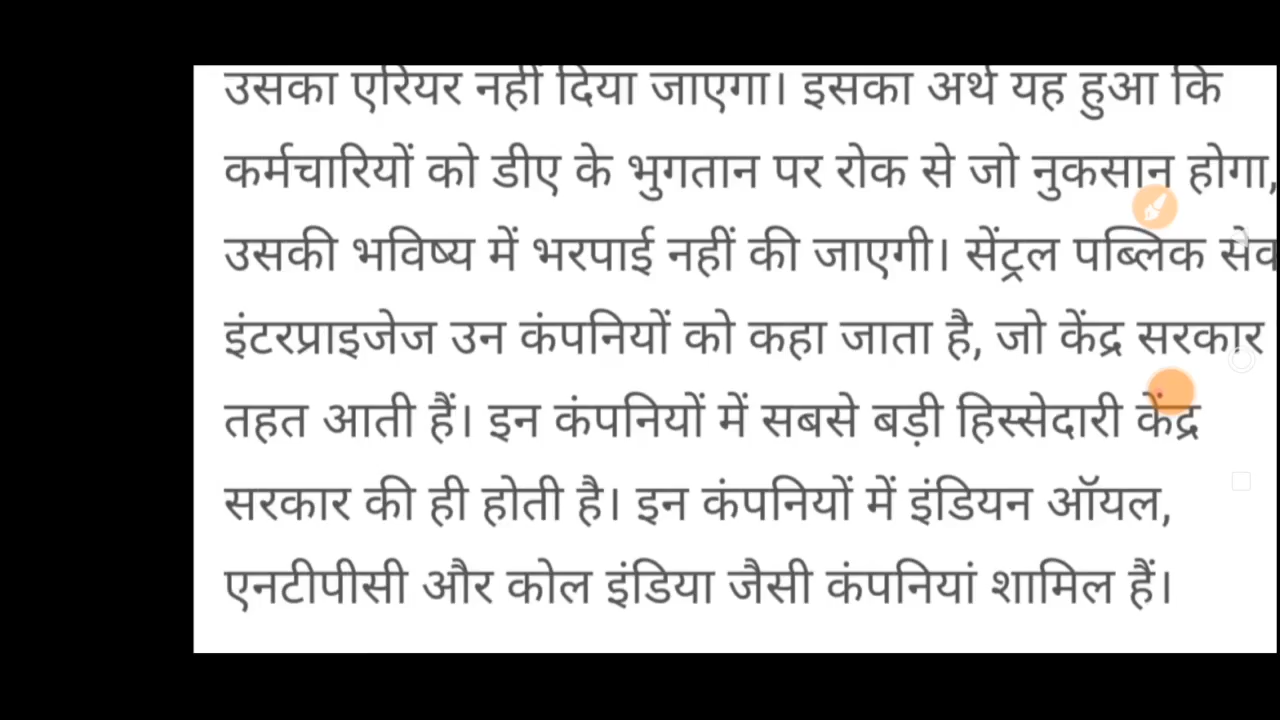 उसका एरियर नहीं दिया जाएगा। इसका अर्थ यह हुआ कि
कर्मचारियों को डीए के भुगतान पर रोक से जो नुकसान होगा,
उसकी भविष्य में भरपाई नहीं की जाएगी। सेंट्रल पब्लिक
इंटरप्राइजेज उन कंपनियों को कहा जाता है, जो केंद्र सरकार
तहत आती हैं। इन कंपनियों में सबसे बड़ी हिस्सेदारी केंद्र
सरकार की ही होती है। इन कंपनियों में इंडियन ऑयल,
एनटीपीसी और कोल इंडिया जैसी कंपनियां शामिल हैं।